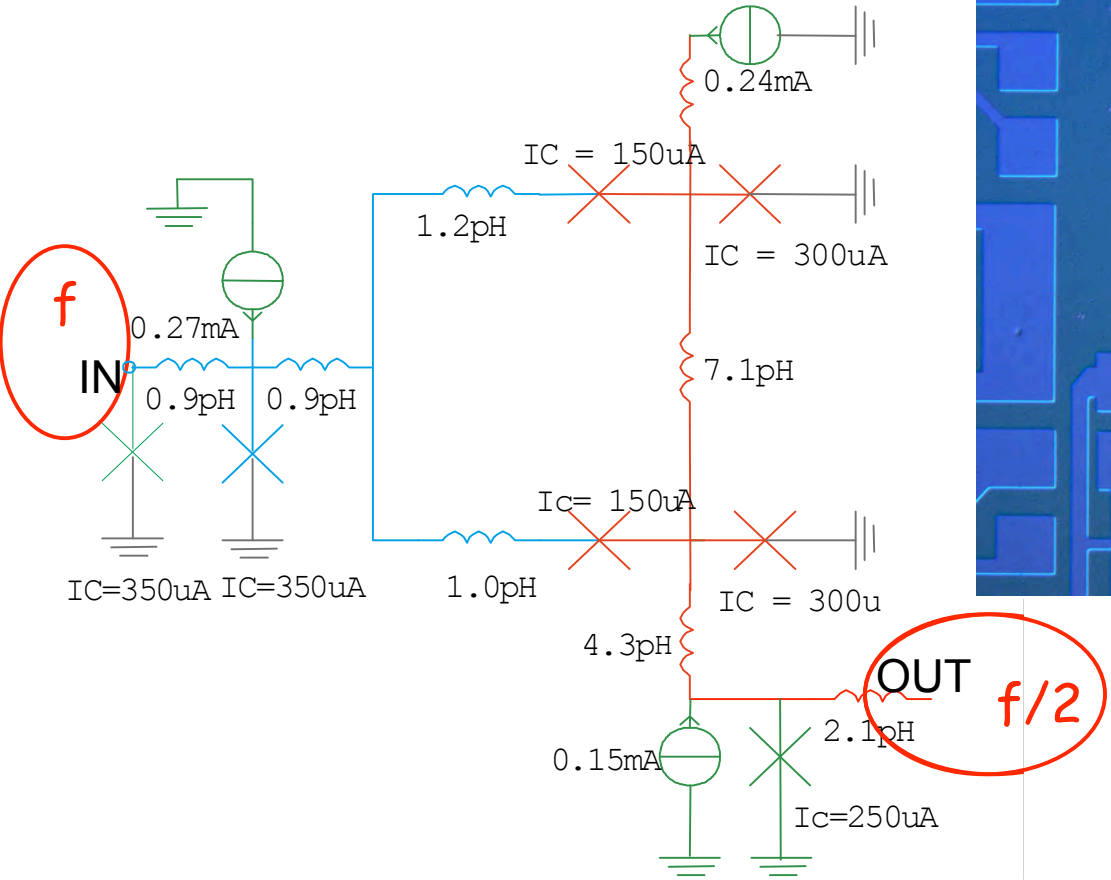 0.24mA
IC = 150uA
1.2pH
IC = 300uA
f
0.27mA
IN
0.9pH
0.9pH
7.1pH
Ic= 150uA
IC=350uA
IC=350uA
1.0pH
IC = 300u
4.3pH
OUT
f/2
2.1pH
0.15mA
Ic=250uA